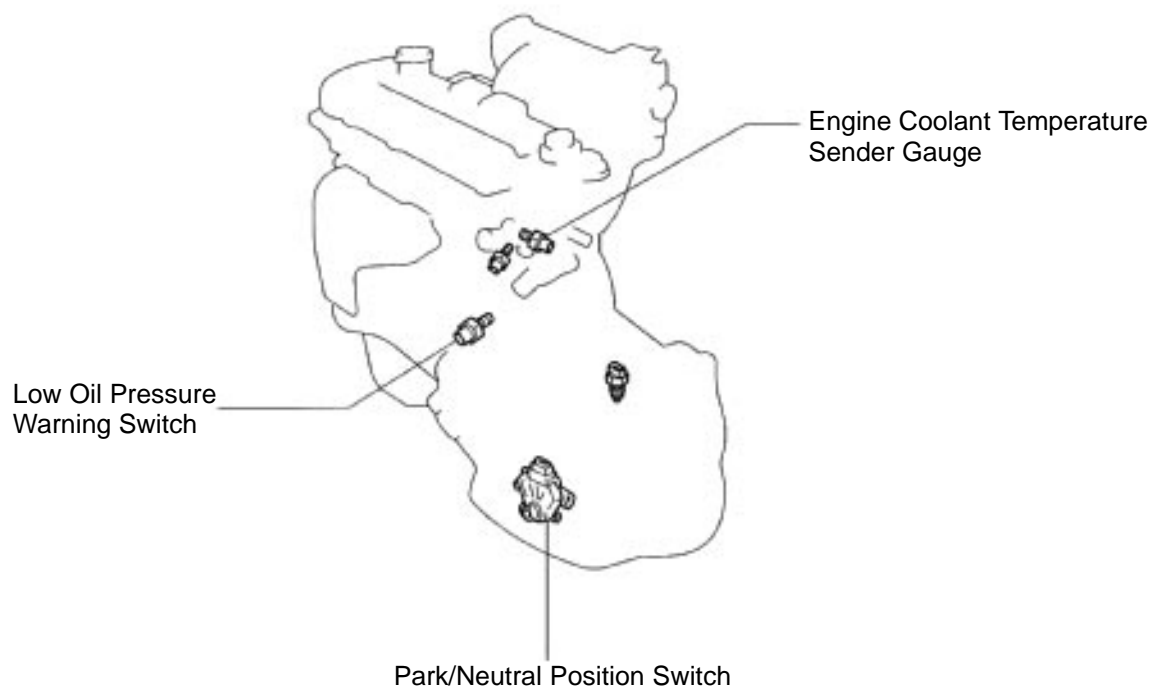 Engine Coolant Temperature
Sender Gauge
Low Oil Pressure
Warning Switch
Park/Neutral Position Switch